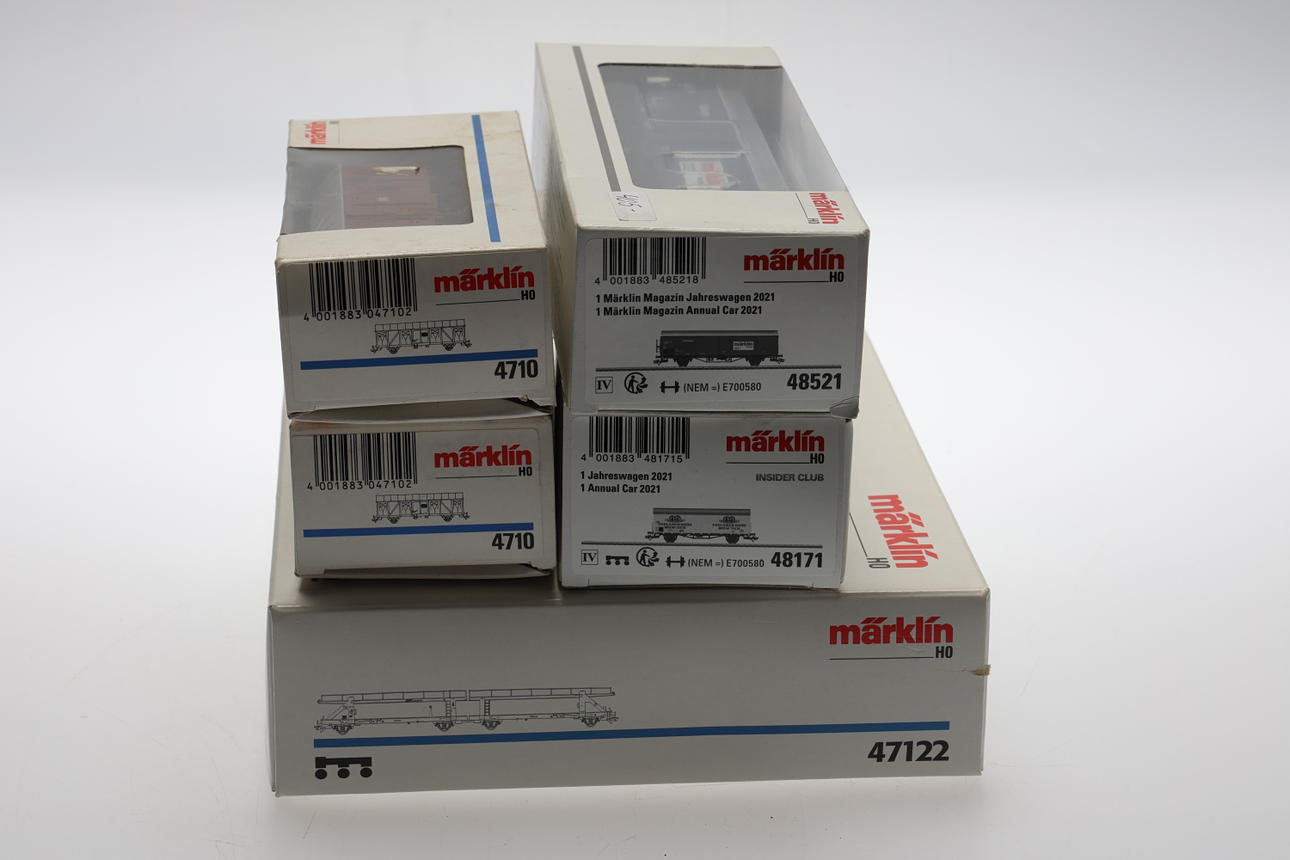 märklin
märklin
H0
4 001883 047102
4710
märklin
H0
4 001883 047102
4710
märklin
H0
405,-
4 001883 485218
märklin
H0
1 Märklin Magazin Jahreswagen 2021
1 Märklin Magazin Annual Car 2021
IV
(NEM =) E700580
48521
4 001883 481715
märklin
H0
INSIDER CLUB
1 Jahreswagen 2021
1 Annual Car 2021
IV
(NEM =) E700580
48171
märklin
H0
märklin
H0
47122